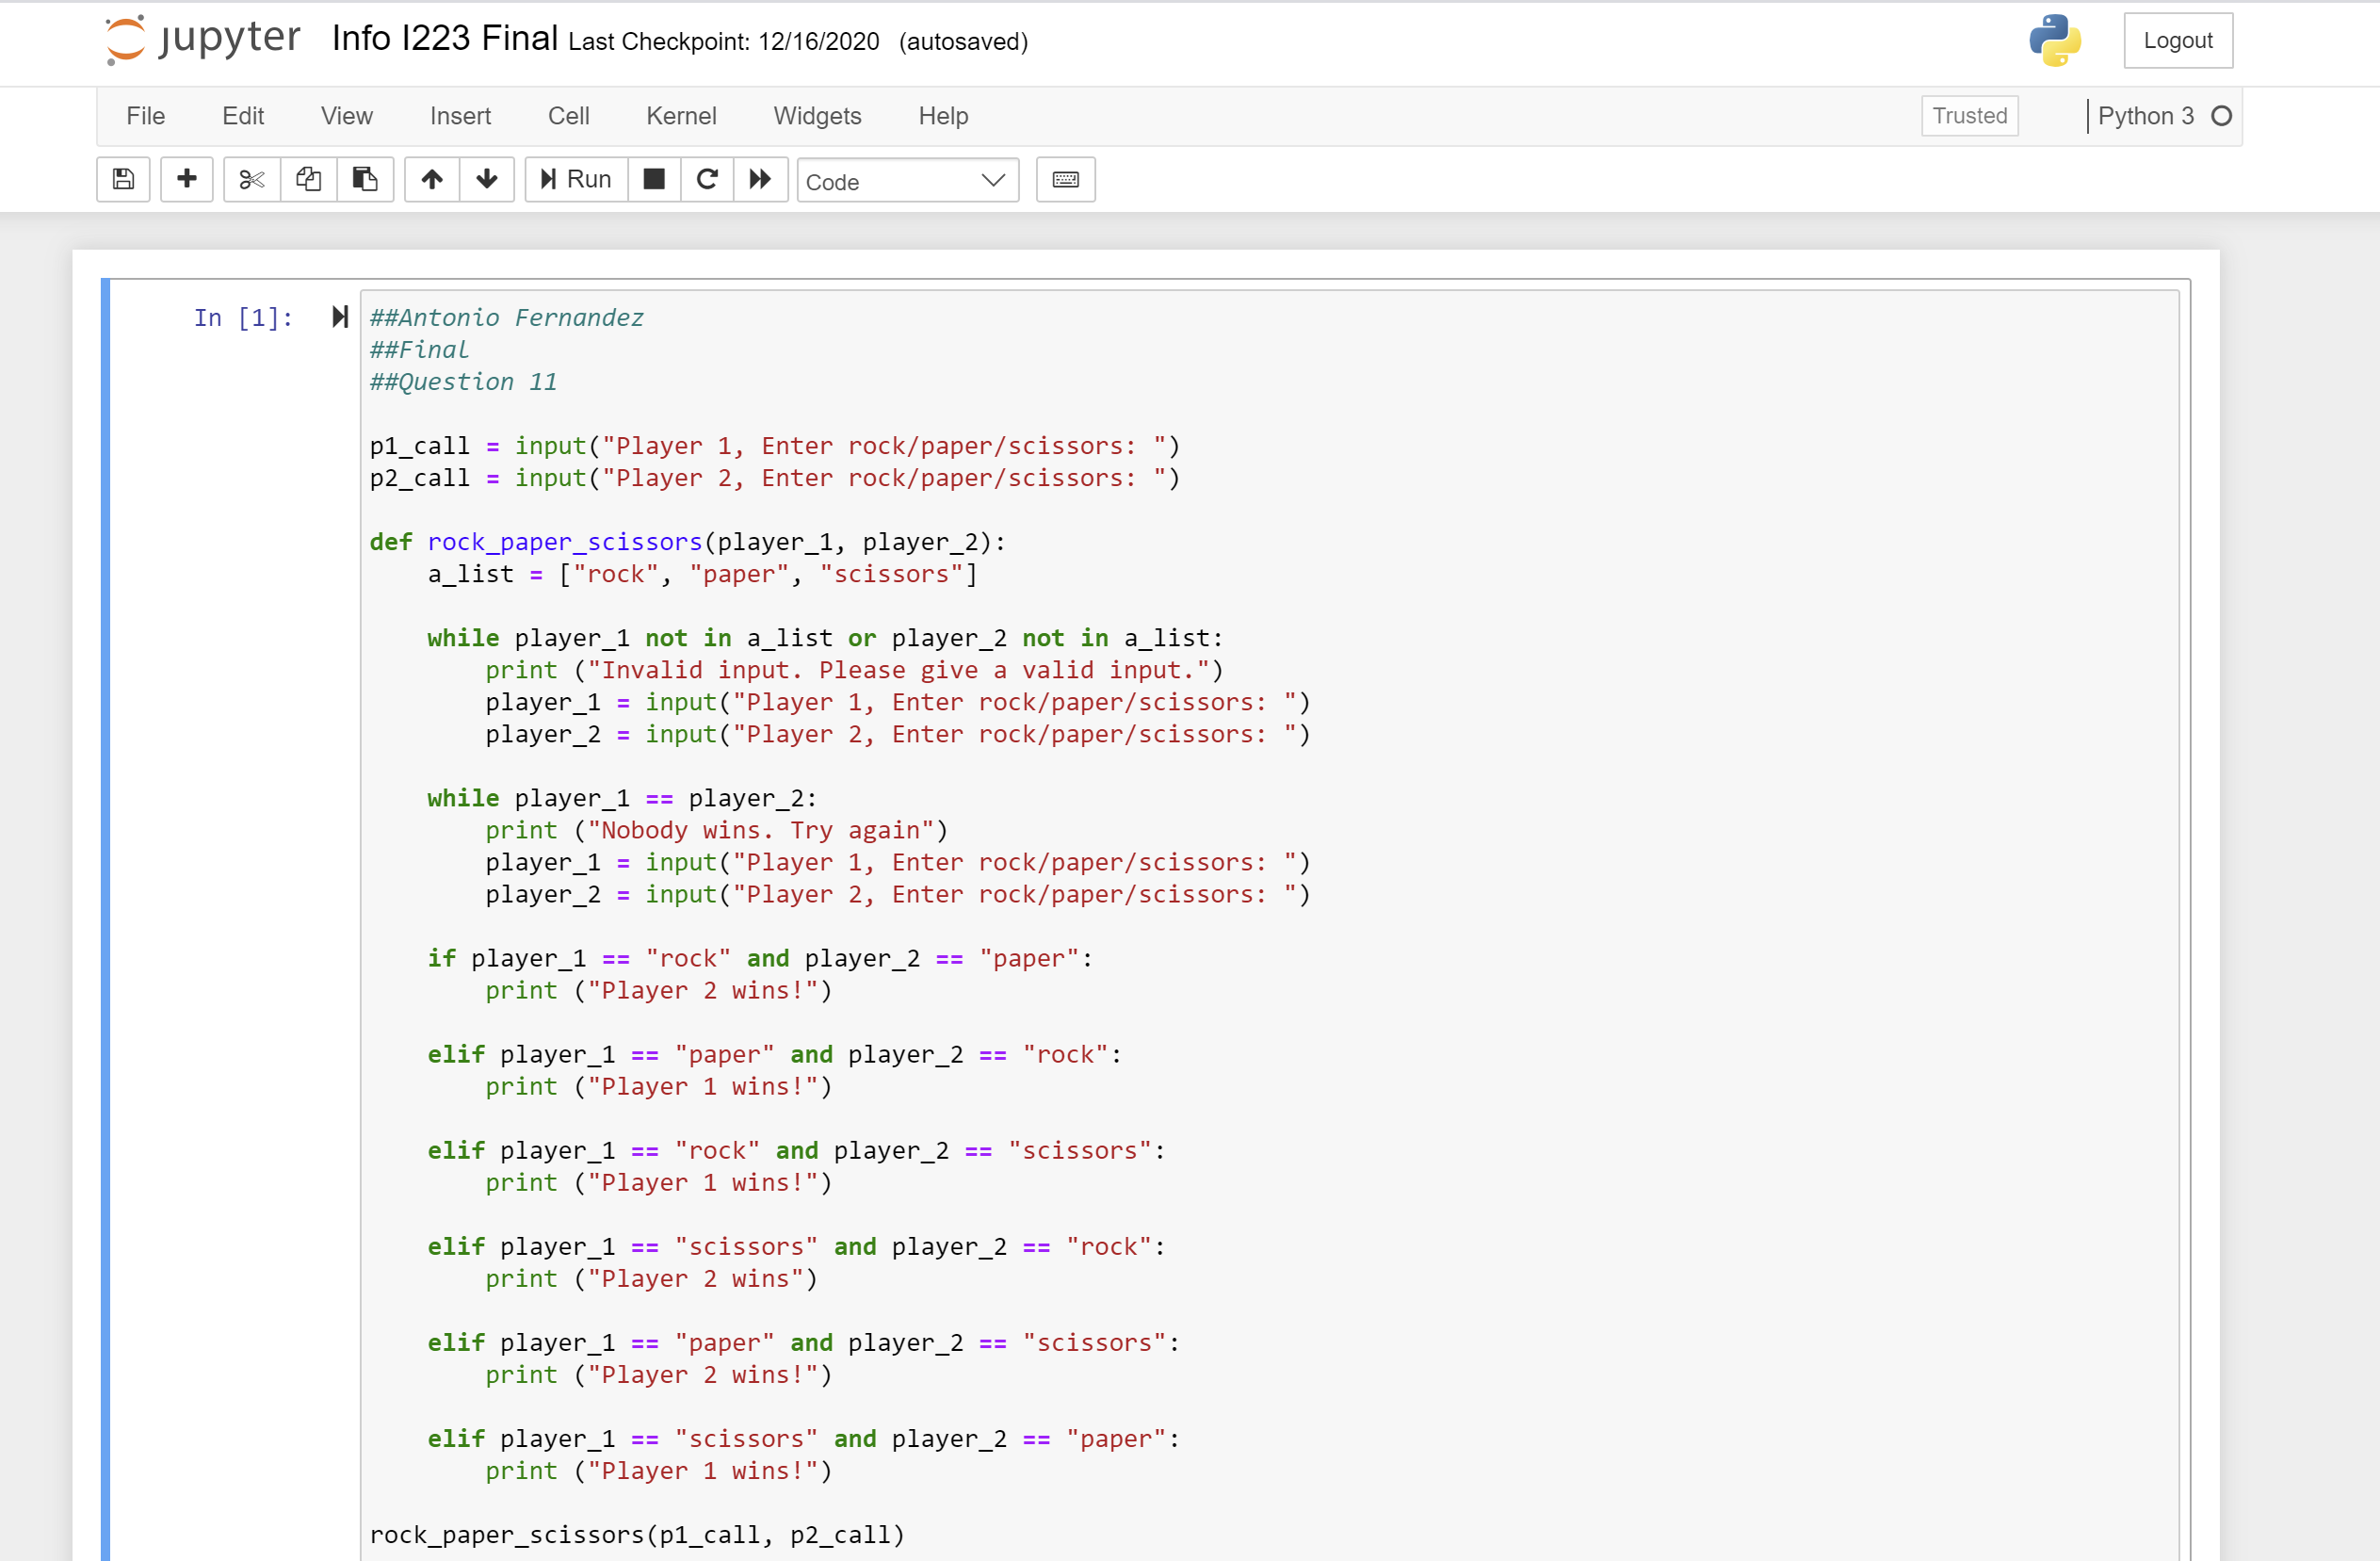 jupyter Info I223 Final Last Checkpoint: 12/16/2020 (autosaved) Logout
File Edit View Insert Cell Kernel Widgets Help Trusted Python 3
Run Code
In [1]:
##Antonio Fernandez
##Final
##Question 11

p1_call = input("Player 1, Enter rock/paper/scissors: ")
p2_call = input("Player 2, Enter rock/paper/scissors: ")

def rock_paper_scissors(player_1, player_2):
    a_list = ["rock", "paper", "scissors"]

    while player_1 not in a_list or player_2 not in a_list:
        print ("Invalid input. Please give a valid input.")
        player_1 = input("Player 1, Enter rock/paper/scissors: ")
        player_2 = input("Player 2, Enter rock/paper/scissors: ")

    while player_1 == player_2:
        print ("Nobody wins. Try again")
        player_1 = input("Player 1, Enter rock/paper/scissors: ")
        player_2 = input("Player 2, Enter rock/paper/scissors: ")

    if player_1 == "rock" and player_2 == "paper":
        print ("Player 2 wins!")

    elif player_1 == "paper" and player_2 == "rock":
        print ("Player 1 wins!")

    elif player_1 == "rock" and player_2 == "scissors":
        print ("Player 1 wins!")

    elif player_1 == "scissors" and player_2 == "rock":
        print ("Player 2 wins")

    elif player_1 == "paper" and player_2 == "scissors":
        print ("Player 2 wins!")

    elif player_1 == "scissors" and player_2 == "paper":
        print ("Player 1 wins!")

rock_paper_scissors(p1_call, p2_call)